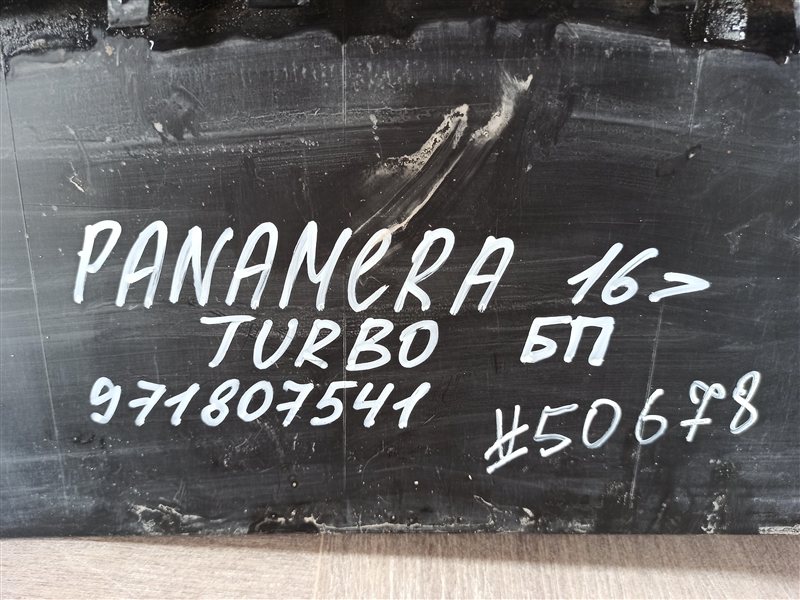 PANAMERA 16>
TURBO БП
971807541
#50678